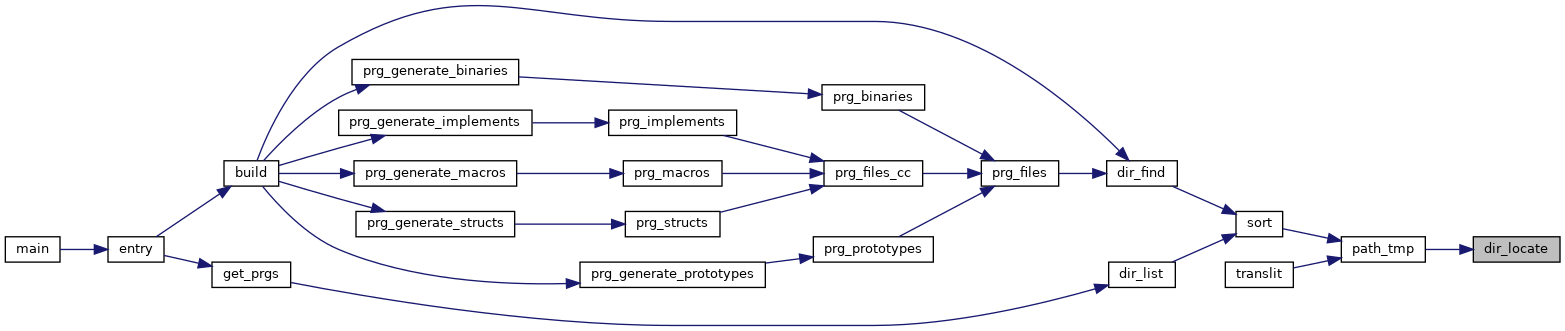 main
entry
build
get_prgs
prg_generate_binaries
prg_generate_implements
prg_generate_macros
prg_generate_structs
prg_generate_prototypes
prg_implements
prg_macros
prg_structs
prg_binaries
prg_files_cc
prg_prototypes
prg_files
dir_find
dir_list
sort
translit
path_tmp
dir_locate